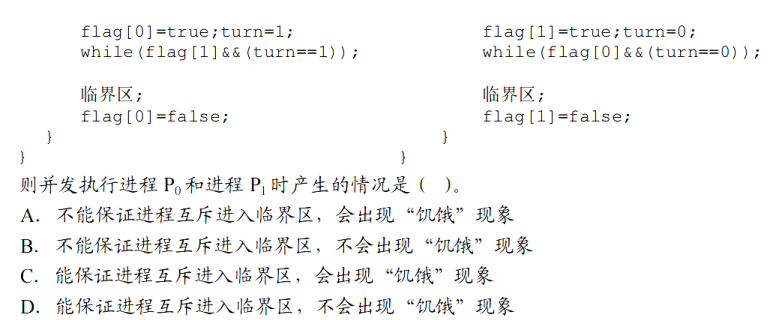 flag[0]=true;turn=1; flag[1]=true;turn=0;
while(flag[1]&&(turn==1)); while(flag[0]&&(turn==0));
临界区; 临界区;
flag[0]=false; flag[1]=false;
} }
} }
则并发执行进程 P₀ 和进程 P₁ 时产生的情况是（ ）。
A. 不能保证进程互斥进入临界区，会出现“饥饿”现象
B. 不能保证进程互斥进入临界区，不会出现“饥饿”现象
C. 能保证进程互斥进入临界区，会出现“饥饿”现象
D. 能保证进程互斥进入临界区，不会出现“饥饿”现象